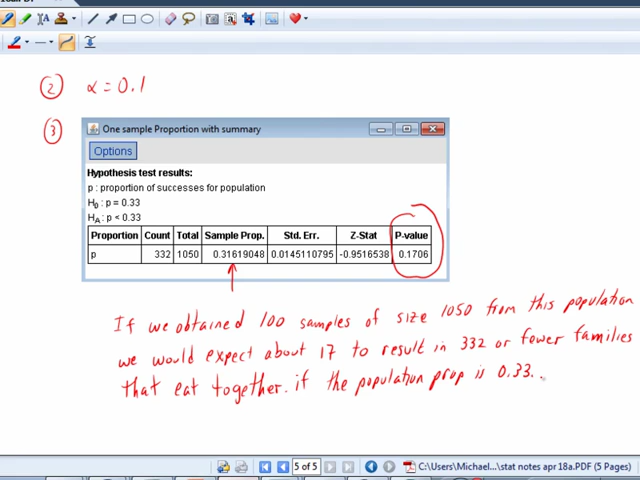 ② α = 0.1
③
One sample Proportion with summary
Options
Hypothesis test results:
p : proportion of successes for population
H₀ : p = 0.33
Hₐ : p < 0.33
Proportion Count Total Sample Prop. Std. Err. Z-Stat P-value
p 332 1050 0.31619048 0.0145110795 -0.9516538 0.1706
If we obtained 100 samples of size 1050 from this population
we would expect about 17 to result in 332 or fewer families
that eat together. if the population prop is 0.33.
5 of 5
C:\Users\Michael...\stat notes apr 18a.PDF (5 Pages)